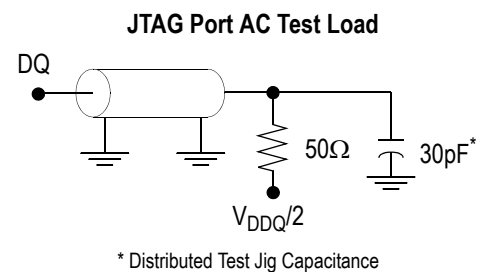 JTAG Port AC Test Load
DQ
50Ω
30pF*
VDDQ/2
* Distributed Test Jig Capacitance